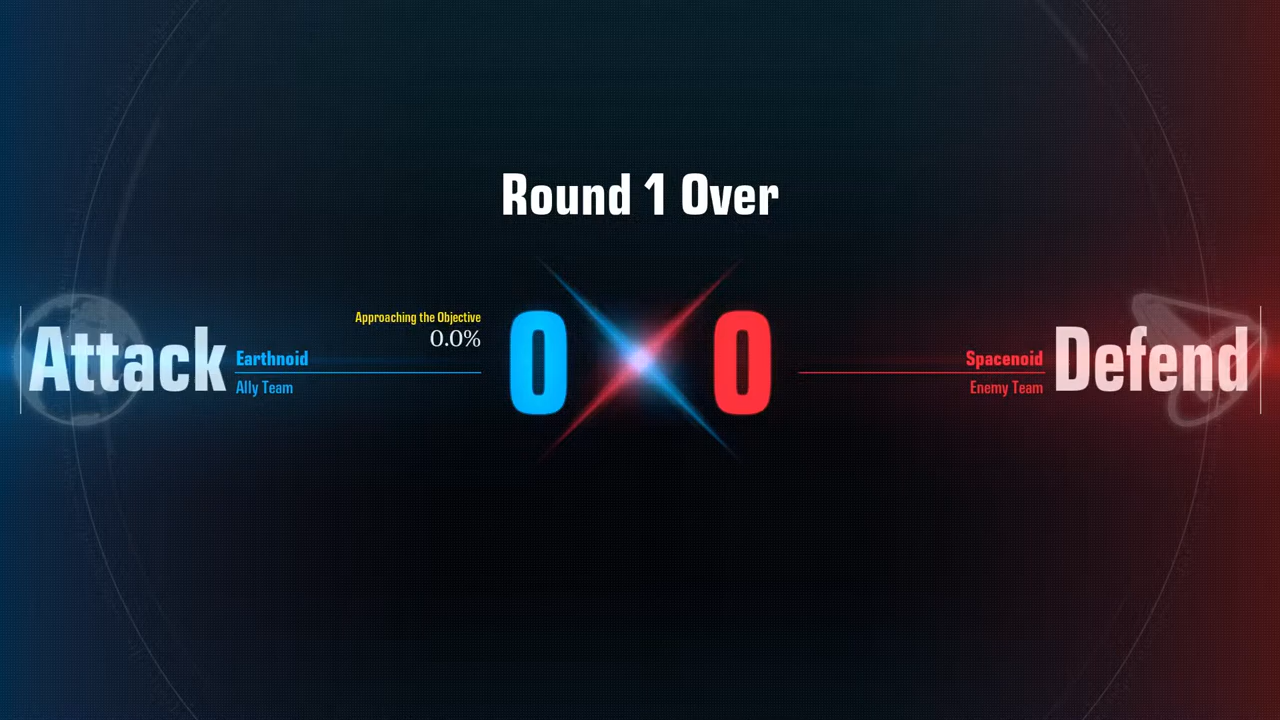 Round 1 Over
Approaching the Objective
0.0%
0 0
Attack
Earthnoid
Ally Team
Spacenoid
Enemy Team
Defend